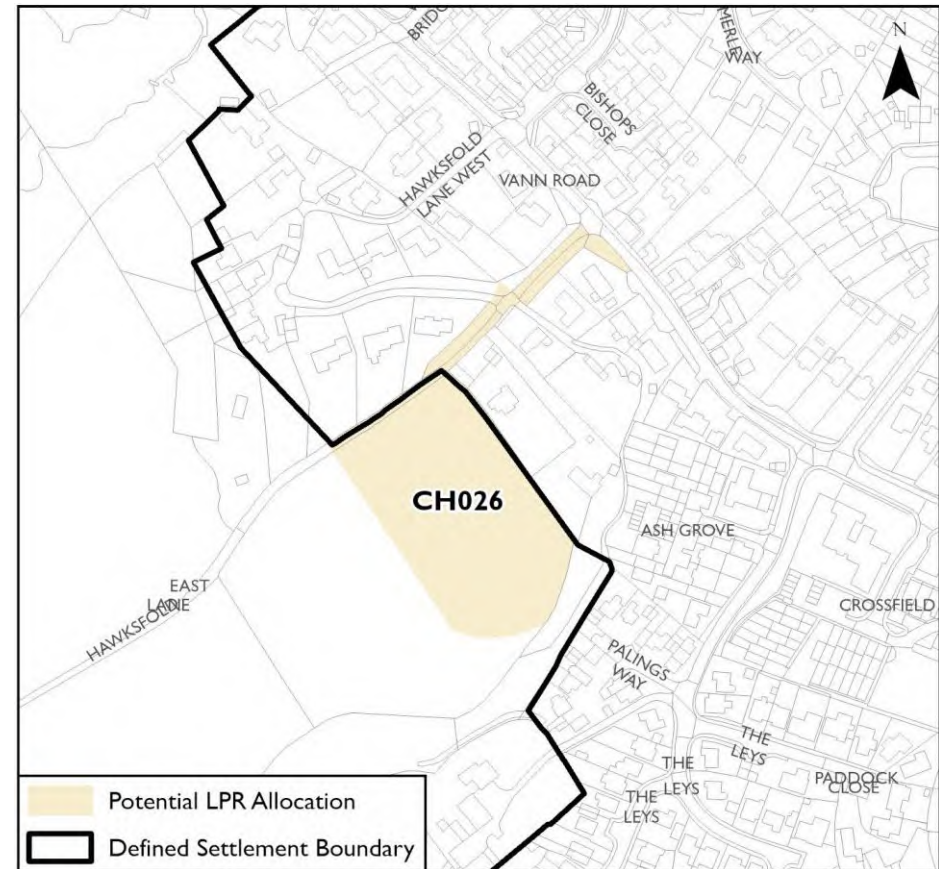 BRIDG
MERLE
WAY
N
BISHOPS
CLOSE
HAWKSFOLD
LANE WEST
VANN ROAD
CH026
ASH GROVE
EAST
LANE
HAWKSFOLD
CROSSFIELD
PALINGS
WAY
THE
LEYS
THE
LEYS
PADDOCK
CLOSE
THE
LEYS
Potential LPR Allocation
Defined Settlement Boundary